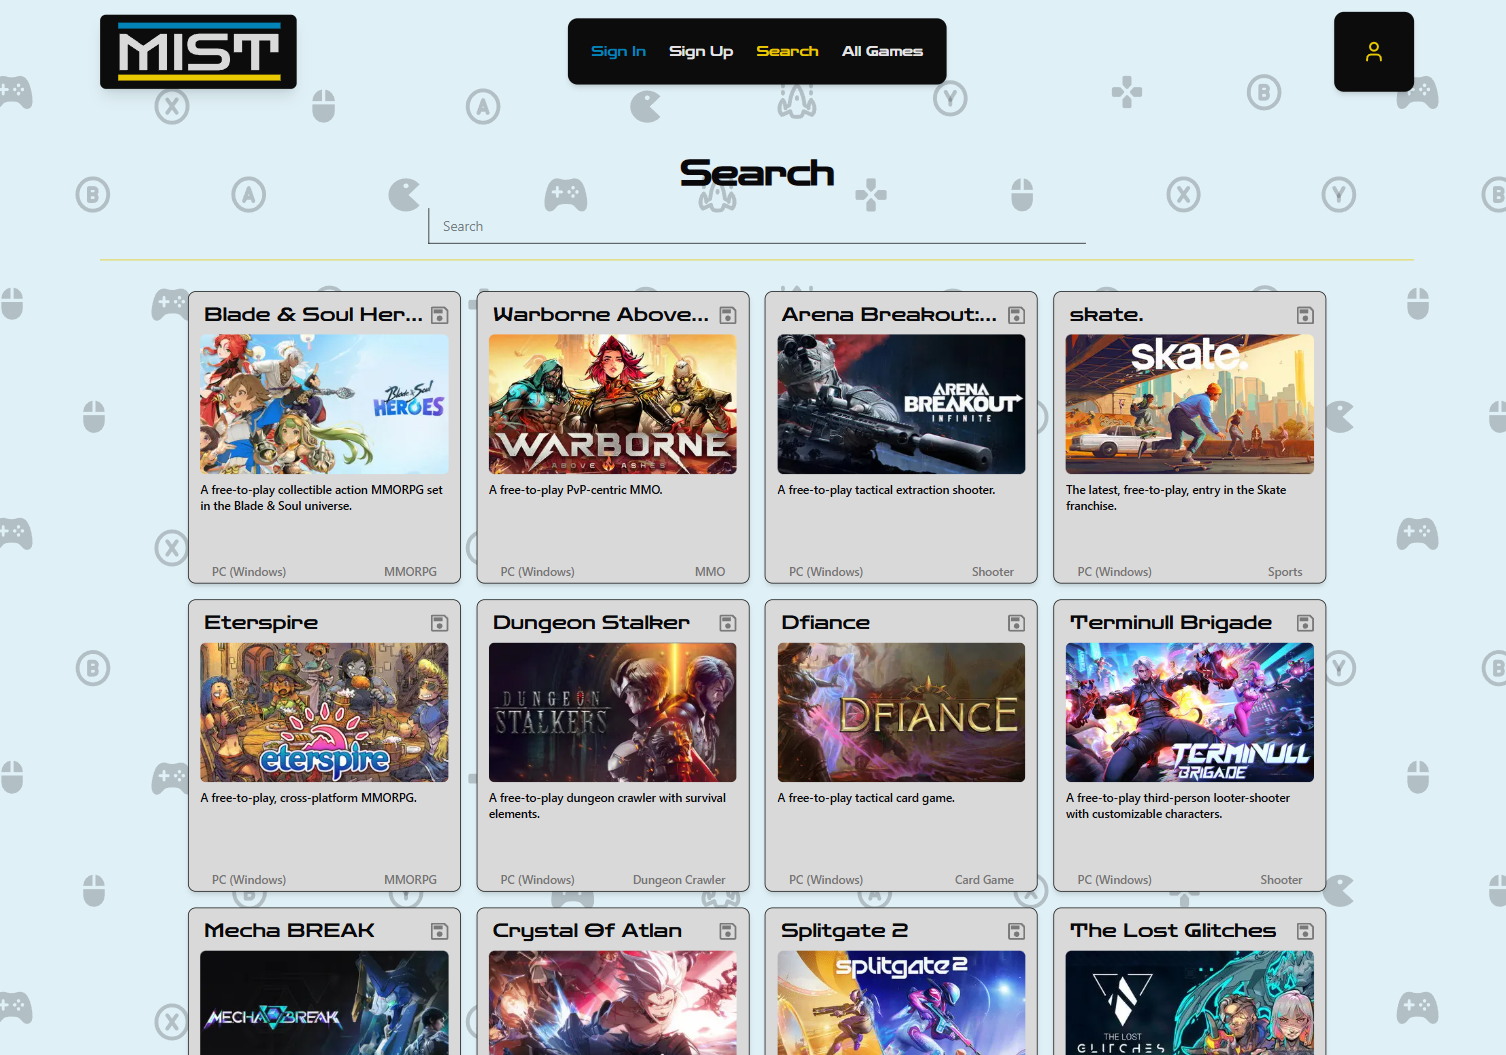 MIST
Sign In Sign Up Search All Games
Search
Search
Blade & Soul Her... Warborne Above... Arena Breakout:... skate.
Blade & Soul HEROES
WARBORNE
ABOVE ASHES
ARENA BREAKOUT
INFINITE
skate.
A free-to-play collectible action MMORPG set
in the Blade & Soul universe.
A free-to-play PvP-centric MMO.
A free-to-play tactical extraction shooter.
The latest, free-to-play, entry in the Skate
franchise.
PC (Windows) MMORPG
PC (Windows) MMO
PC (Windows) Shooter
PC (Windows) Sports
Eterspire Dungeon Stalker Dfiance Terminull Brigade
eterspire
DUNGEON
STALKERS
DFIANCE
TERMINULL
BRIGADE
A free-to-play, cross-platform MMORPG.
A free-to-play dungeon crawler with survival
elements.
A free-to-play tactical card game.
A free-to-play third-person looter-shooter
with customizable characters.
PC (Windows) MMORPG
PC (Windows) Dungeon Crawler
PC (Windows) Card Game
PC (Windows) Shooter
Mecha BREAK Crystal Of Atlan Splitgate 2 The Lost Glitches
MECHA BREAK
splitgate 2
THE LOST
GLITCHES